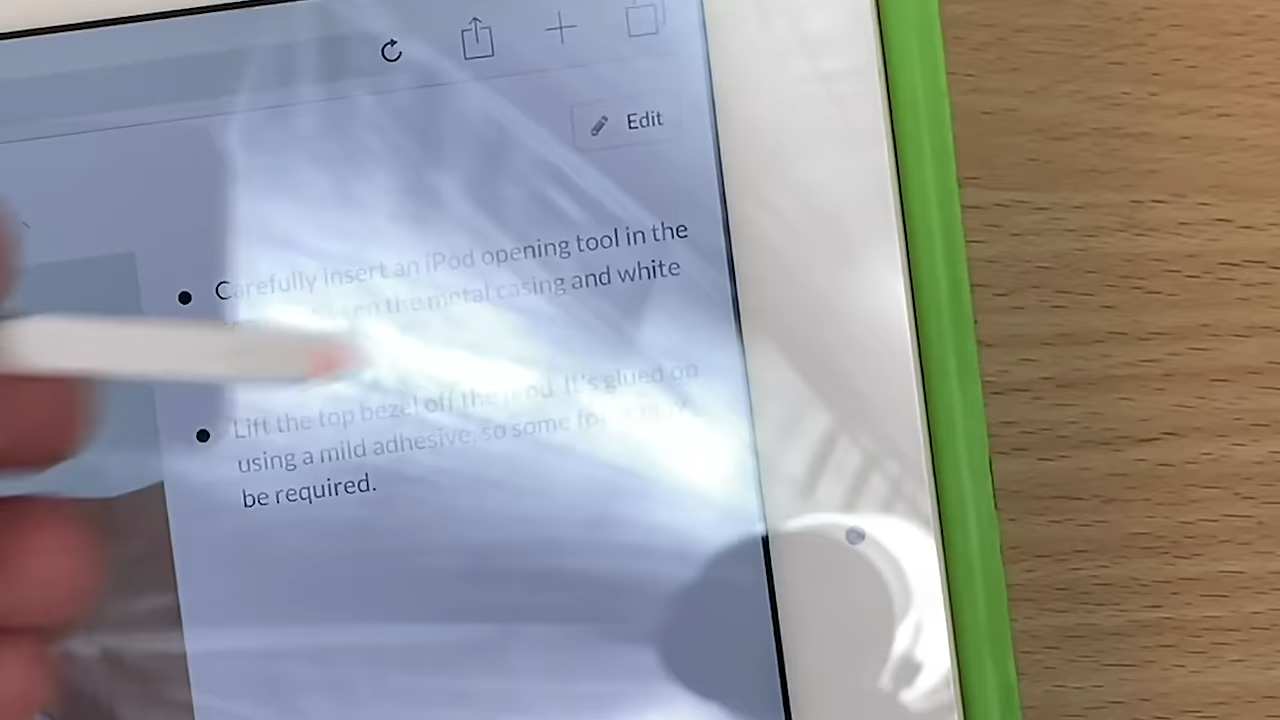 Edit
Carefully insert an iPod opening tool in the
the metal casing and white
Lift the top bezel off the It's glued on
using a mild adhesive, so some
be required.